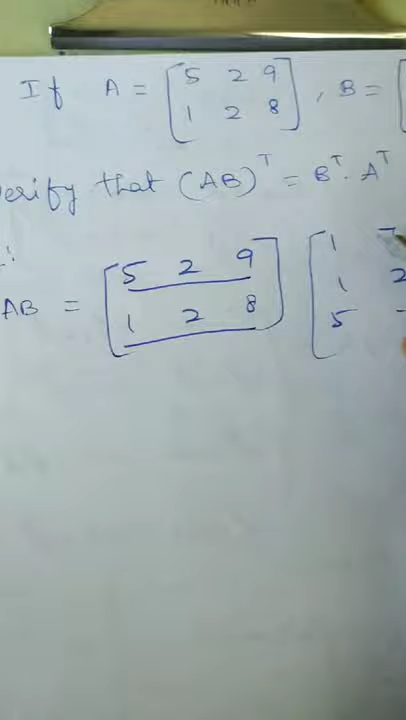 If A = [5 2 9
1 2 8], B = [
erify that (AB)^T = B^T. A^T
AB = [5 2 9
1 2 8] [1
1 2
5